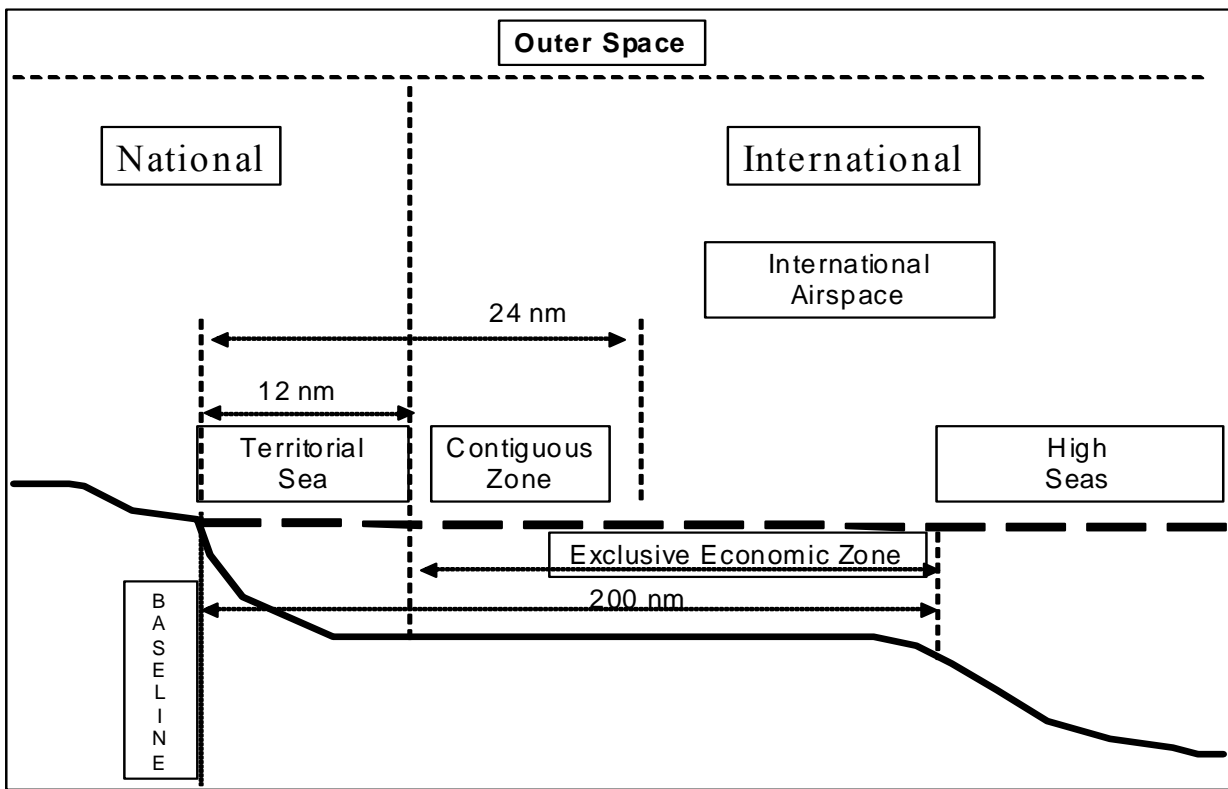 Outer Space
National
International
International
Airspace
24 nm
12 nm
Territorial
Sea
Contiguous
Zone
High
Seas
Exclusive Economic Zone
200 nm
B
A
S
E
L
I
N
E